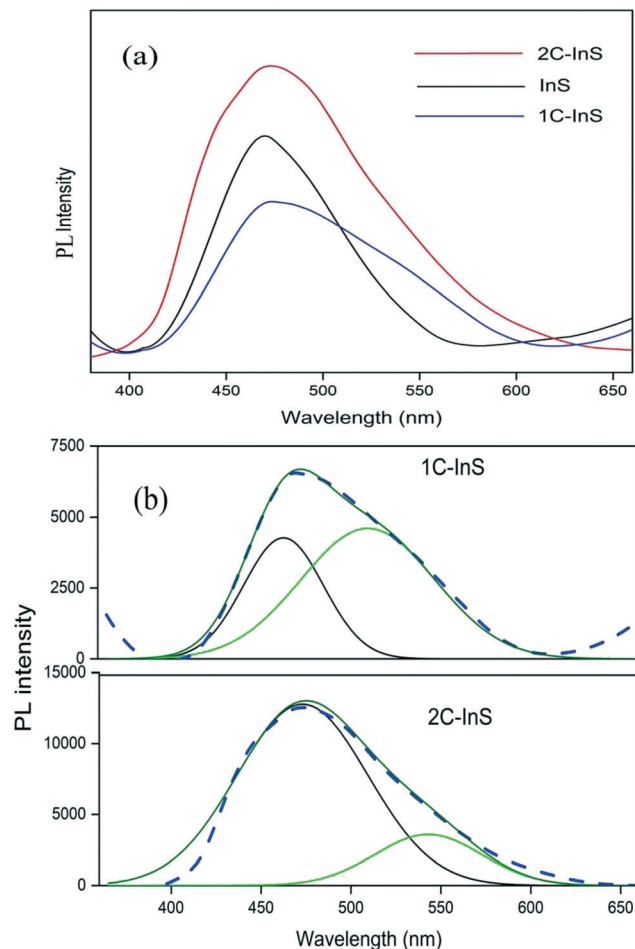 (a)
2C-InS
InS
1C-InS
PL Intensity
400 450 500 550 600 650
Wavelength (nm)
7500
(b)
1C-InS
5000
2500
0
PL intensity
15000
2C-InS
10000
5000
0
400 450 500 550 600 650
Wavelength (nm)